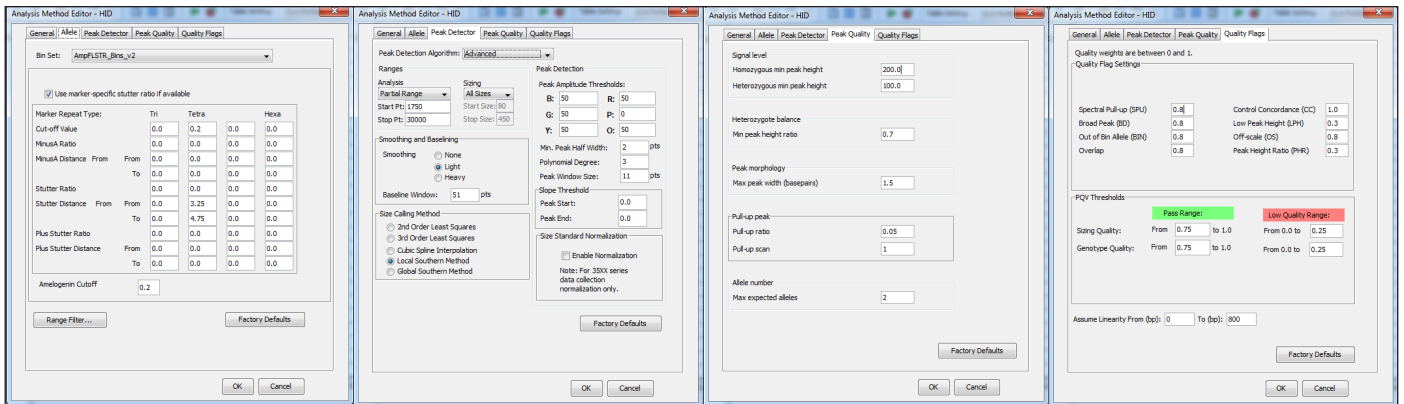 Analysis Method Editor - HID
General Allele Peak Detector Peak Quality Quality Flags
Bin Set: AmpFLSTR_Bins_v2
Use marker-specific stutter ratio if available
Marker Repeat Type: Tri Tetra Hexa
Cut-off Value 0.0 0.2 0.0 0.0
MinusA Ratio 0.0 0.0 0.0 0.0
MinusA Distance From From 0.0 0.0 0.0 0.0
To 0.0 0.0 0.0 0.0
Stutter Ratio 0.0 0.0 0.0 0.0
Stutter Distance From From 0.0 3.25 0.0 0.0
To 0.0 4.75 0.0 0.0
Plus Stutter Ratio 0.0 0.0 0.0 0.0
Plus Stutter Distance From 0.0 0.0 0.0 0.0
To 0.0 0.0 0.0 0.0
Amelogenin Cutoff 0.2
Range Filter... Factory Defaults
OK Cancel
Analysis Method Editor - HID
General Allele Peak Detector Peak Quality Quality Flags
Peak Detection Algorithm: Advanced
Ranges
Analysis Sizing
Partial Range All Sizes
Start Pt: 1750 Start Size: 80
Stop Pt: 30000 Stop Size: 450
Smoothing and Baselining
Smoothing None
Light
Heavy
Baseline Window: 51 pts
Size Calling Method
2nd Order Least Squares
3rd Order Least Squares
Cubic Spline Interpolation
Local Southern Method
Global Southern Method
Peak Detection
Peak Amplitude Thresholds:
B: 50 R: 50
G: 50 P: 0
Y: 50 O: 50
Min. Peak Half Width: 2 pts
Polynomial Degree: 3
Peak Window Size: 11 pts
Slope Threshold
Peak Start: 0.0
Peak End: 0.0
Size Standard Normalization
Enable Normalization
Note: For 35XX series
data collection
normalization only.
Factory Defaults
OK Cancel
Analysis Method Editor - HID
General Allele Peak Detector Peak Quality Quality Flags
Signal level
Homozygous min peak height 200.0
Heterozygous min peak height 100.0
Heterozygote balance
Min peak height ratio 0.7
Peak morphology
Max peak width (basepairs) 1.5
Pull-up peak
Pull-up ratio 0.05
Pull-up scan 1
Allele number
Max expected alleles 2
Factory Defaults
OK Cancel
Analysis Method Editor - HID
General Allele Peak Detector Peak Quality Quality Flags
Quality weights are between 0 and 1.
Quality Flag Settings
Spectral Pull-up (SPU) 0.8 Control Concordance (CC) 1.0
Broad Peak (BD) 0.8 Low Peak Height (LPH) 0.3
Out of Bin Allele (BIN) 0.8 Off-scale (OS) 0.8
Overlap 0.8 Peak Height Ratio (PHR) 0.3
PQV Thresholds
Pass Range: Low Quality Range:
Sizing Quality: From 0.75 to 1.0 From 0.0 to 0.25
Genotype Quality: From 0.75 to 1.0 From 0.0 to 0.25
Assume Linearity From (bp): 0 To (bp): 800
Factory Defaults
OK Cancel